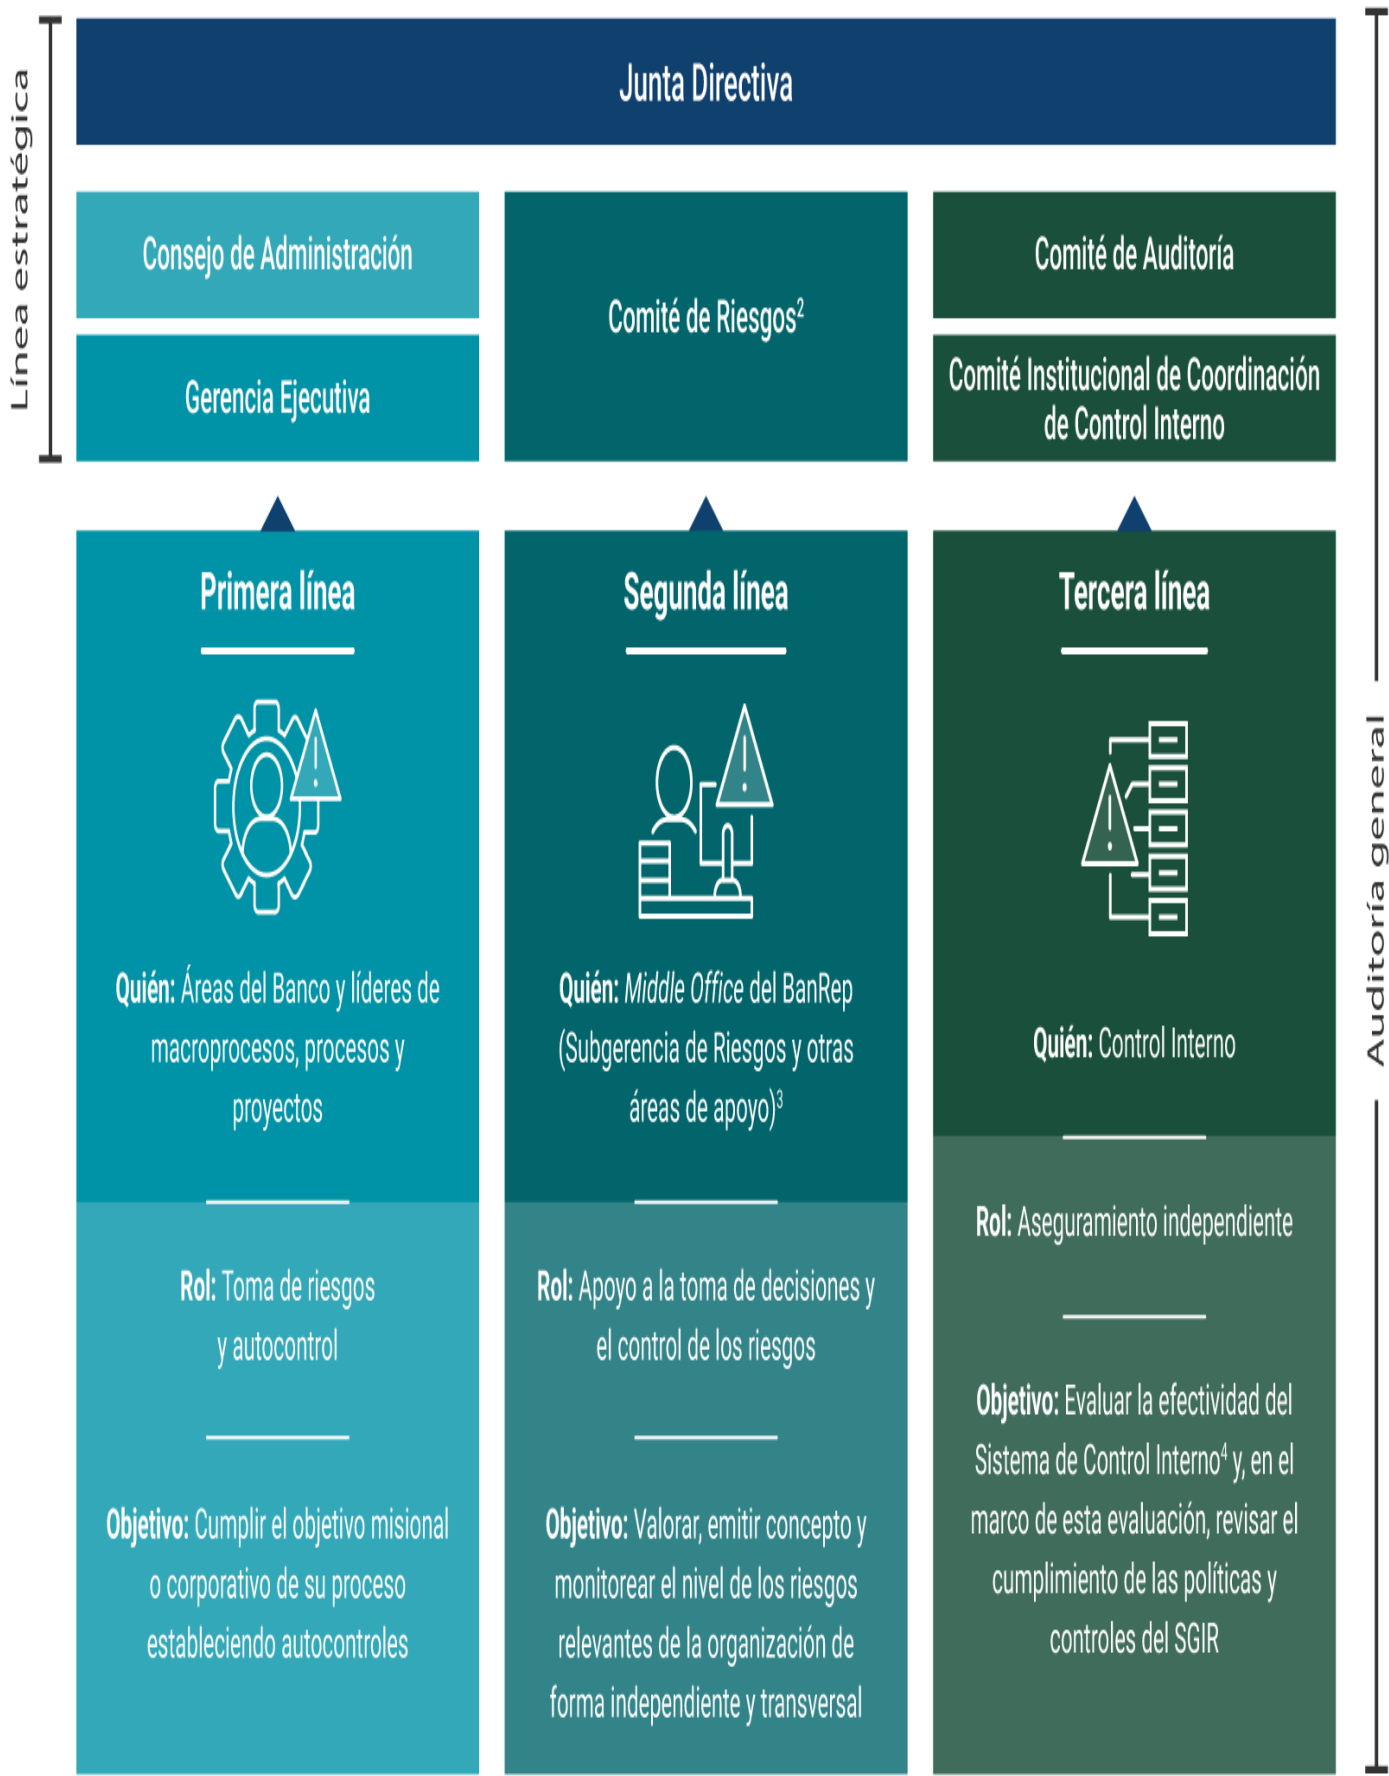 Línea estratégica
Junta Directiva
Consejo de Administración
Gerencia Ejecutiva
Comité de Riesgos²
Comité de Auditoría
Comité Institucional de Coordinación
de Control Interno
Primera línea
Quién: Áreas del Banco y líderes de
macroprocesos, procesos y
proyectos
Rol: Toma de riesgos
y autocontrol
Objetivo: Cumplir el objetivo misional
o corporativo de su proceso
estableciendo autocontroles
Segunda línea
Quién: Middle Office del BanRep
(Subgerencia de Riesgos y otras
áreas de apoyo)³
Rol: Apoyo a la toma de decisiones y
el control de los riesgos
Objetivo: Valorar, emitir concepto y
monitorear el nivel de los riesgos
relevantes de la organización de
forma independiente y transversal
Tercera línea
Quién: Control Interno
Rol: Aseguramiento independiente
Objetivo: Evaluar la efectividad del
Sistema de Control Interno⁴ y, en el
marco de esta evaluación, revisar el
cumplimiento de las políticas y
controles del SGIR
Auditoría general